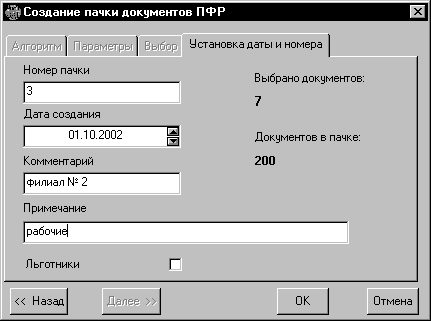 Создание пачки документов ПФР
Алгоритм Параметры Выбор Установка даты и номера
Номер пачки
3
Выбрано документов:
7
Дата создания
01.10.2002
Документов в пачке:
200
Комментарий
филиал № 2
Примечание
рабочие
Льготники
<< Назад Далее >> OK Отмена